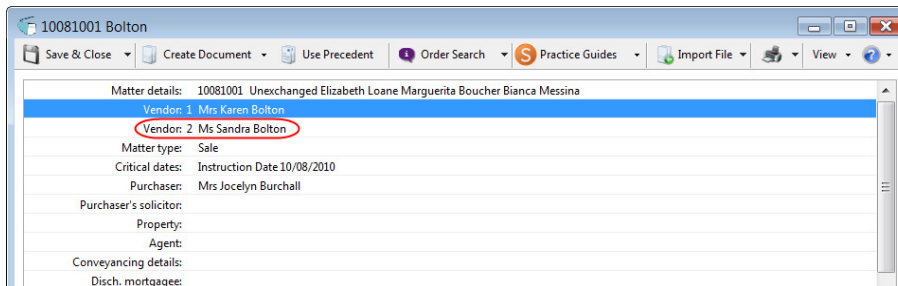 10081001 Bolton
Save & Close Create Document Use Precedent Order Search S Practice Guides Import File View ?
Matter details: 10081001 Unexchanged Elizabeth Loane Marguerita Boucher Bianca Messina
Vendor: 1 Mrs Karen Bolton
Vendor: 2 Ms Sandra Bolton
Matter type: Sale
Critical dates: Instruction Date 10/08/2010
Purchaser: Mrs Jocelyn Burchall
Purchaser's solicitor:
Property:
Agent:
Conveyancing details:
Disch. mortgagee: